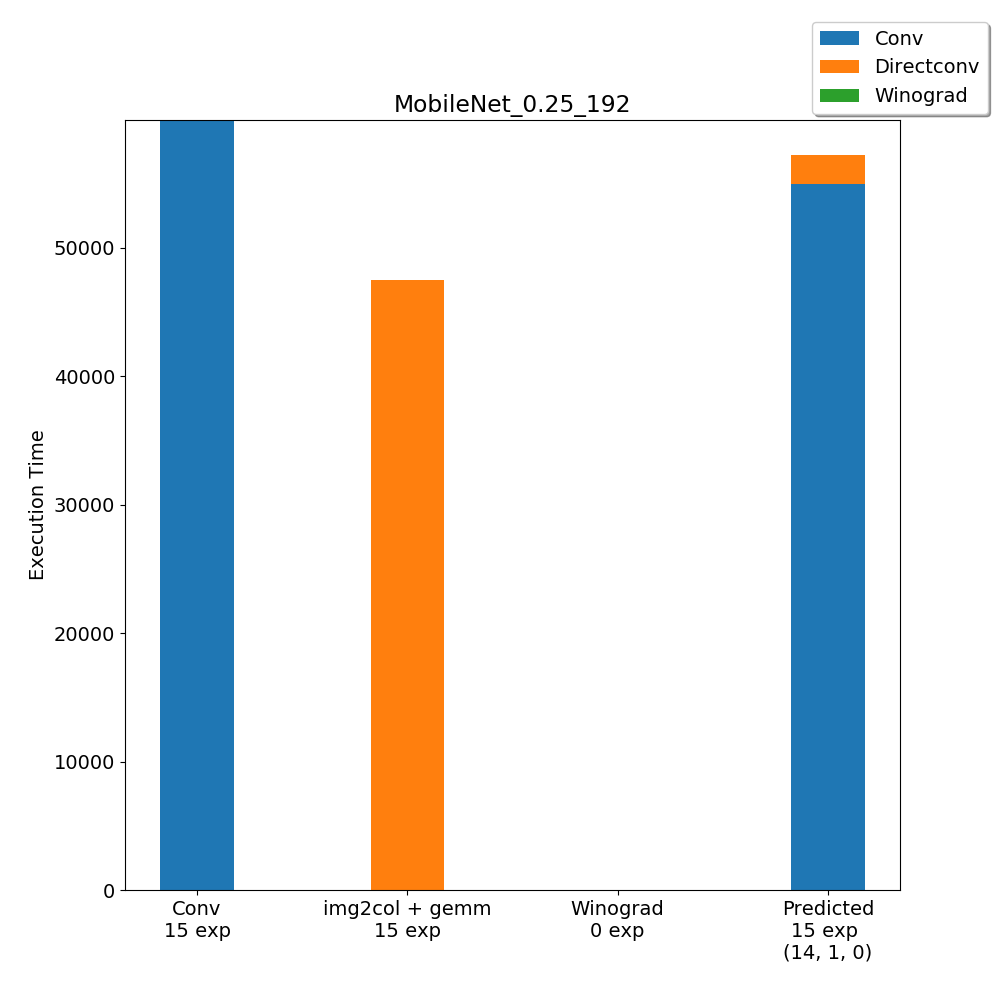 Conv
Directconv
Winograd
MobileNet_0.25_192
Execution Time
50000
40000
30000
20000
10000
0
Conv
15 exp
img2col + gemm
15 exp
Winograd
0 exp
Predicted
15 exp
(14, 1, 0)